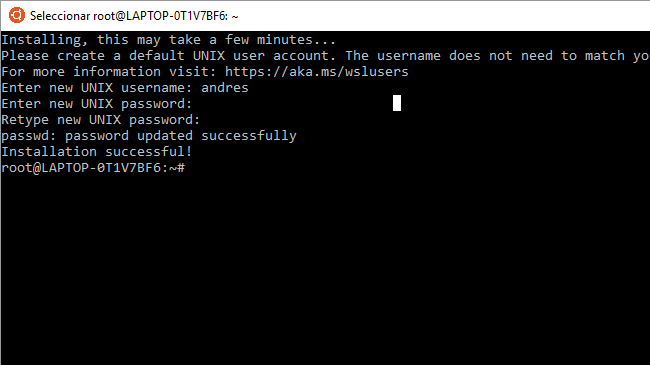 Seleccionar root@LAPTOP-0T1V7BF6: ~
Installing, this may take a few minutes...
Please create a default UNIX user account. The username does not need to match yo
For more information visit: https://aka.ms/wslusers
Enter new UNIX username: andres
Enter new UNIX password:
Retype new UNIX password:
passwd: password updated successfully
Installation successful!
root@LAPTOP-0T1V7BF6:~#